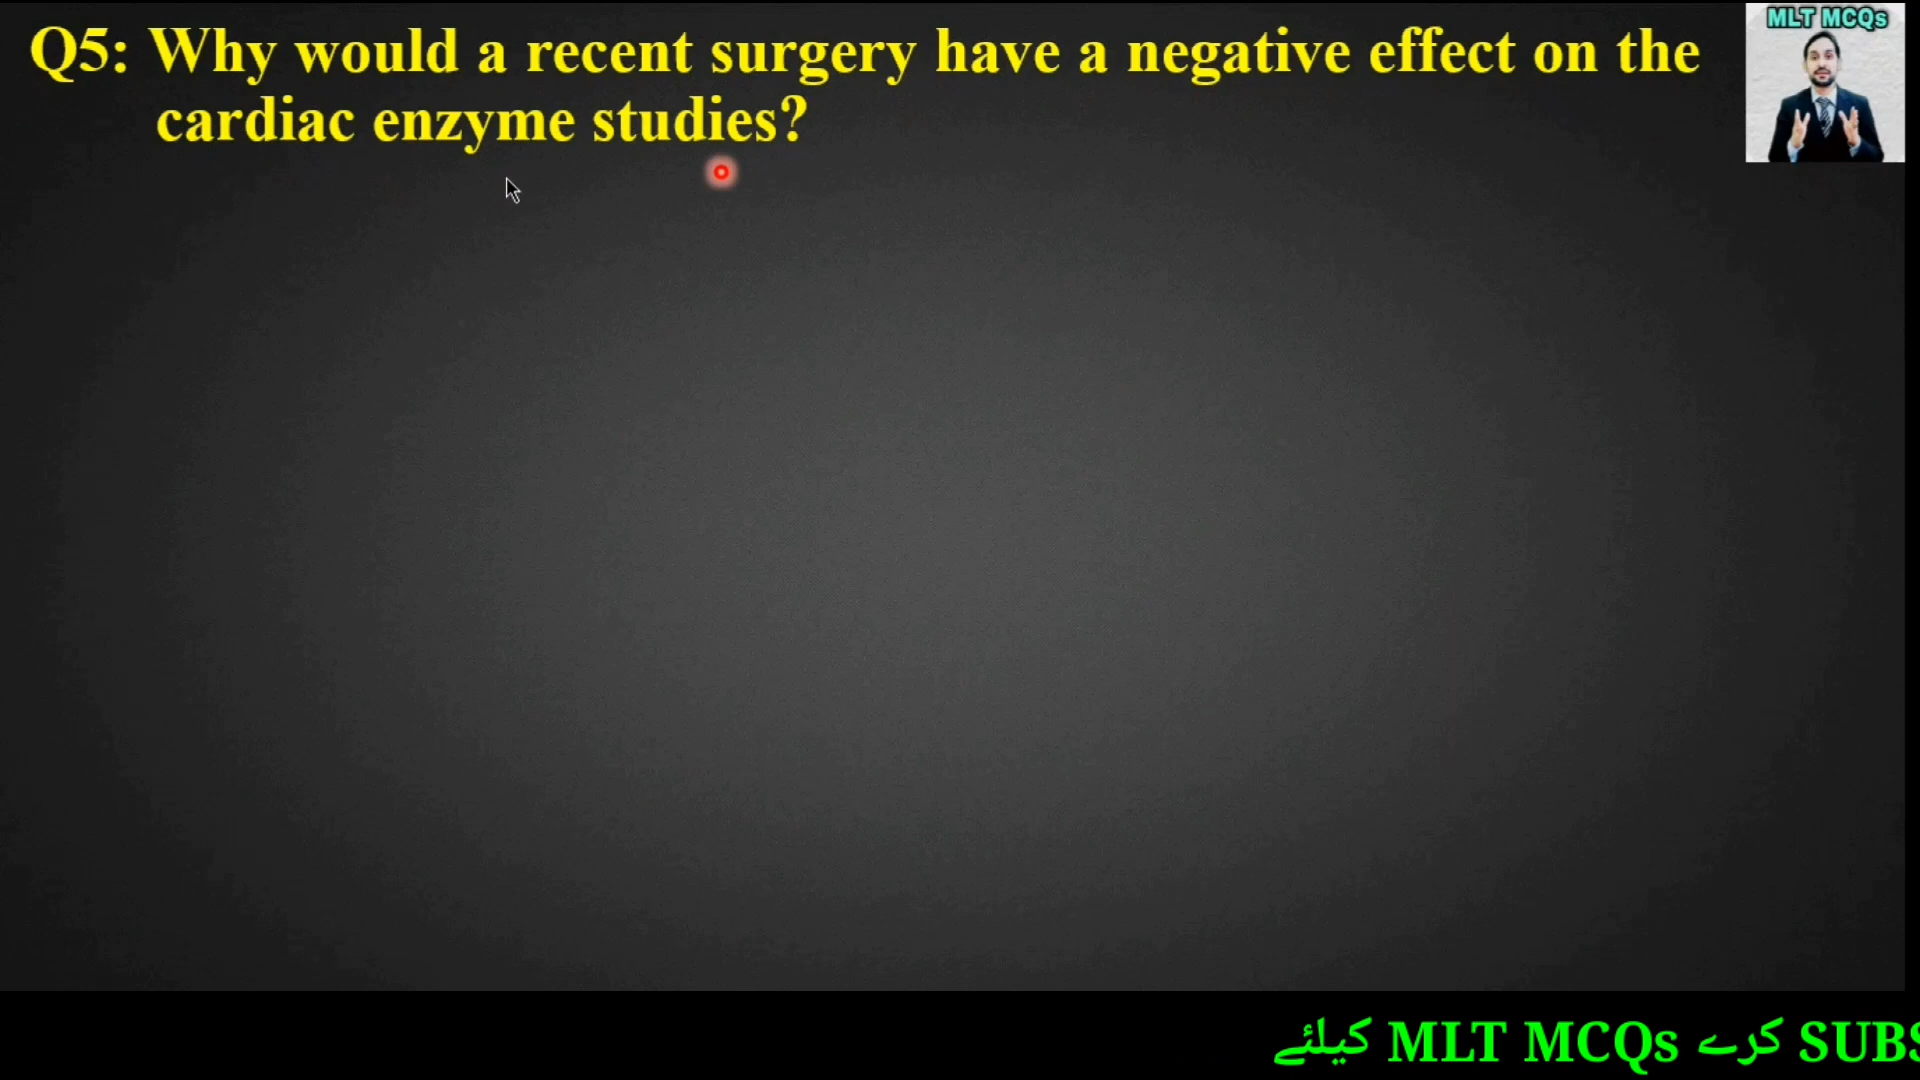 MLT MCQs
Q5: Why would a recent surgery have a negative effect on the
cardiac enzyme studies?
کیلئے MLT MCQs کرے SUBS